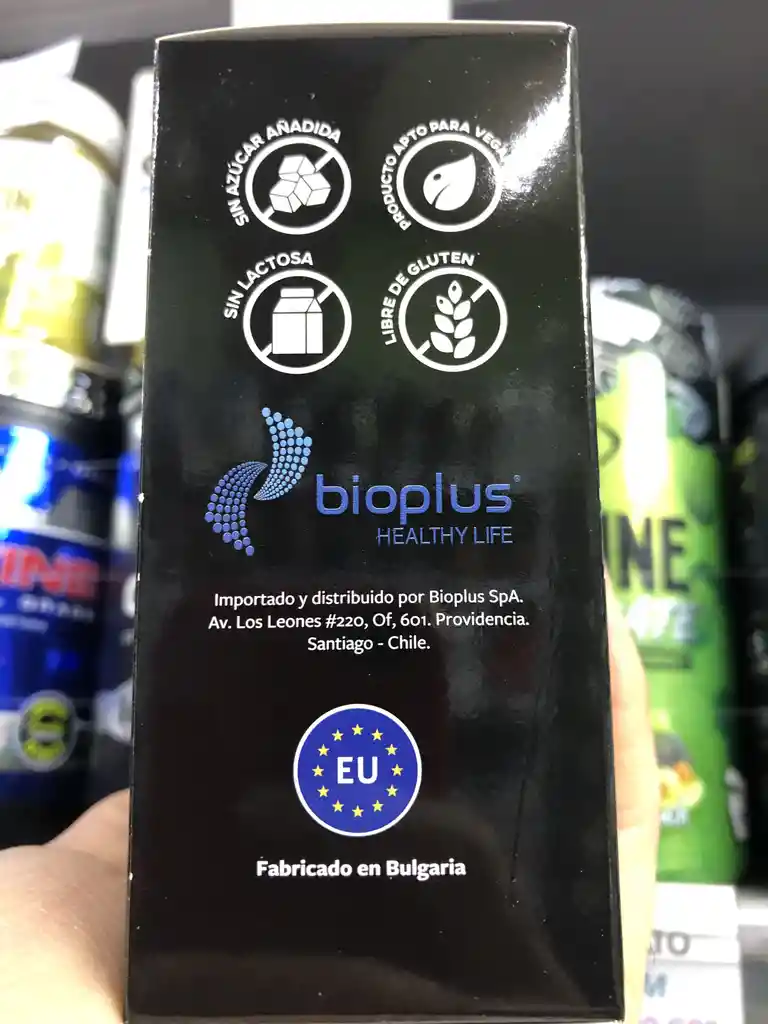 SIN AZÚCAR AÑADIDA
PRODUCTO APTO PARA
SIN LACTOSA
LIBRE DE GLUTEN
bioplus
HEALTHY LIFE
Importado y distribuido por Bioplus SpA.
Av. Los Leones #220, Of, 601. Providencia.
Santiago - Chile.
EU
Fabricado en Bulgaria
INE